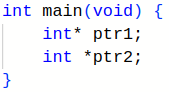 int main(void) {
    int* ptr1;
    int *ptr2;
}